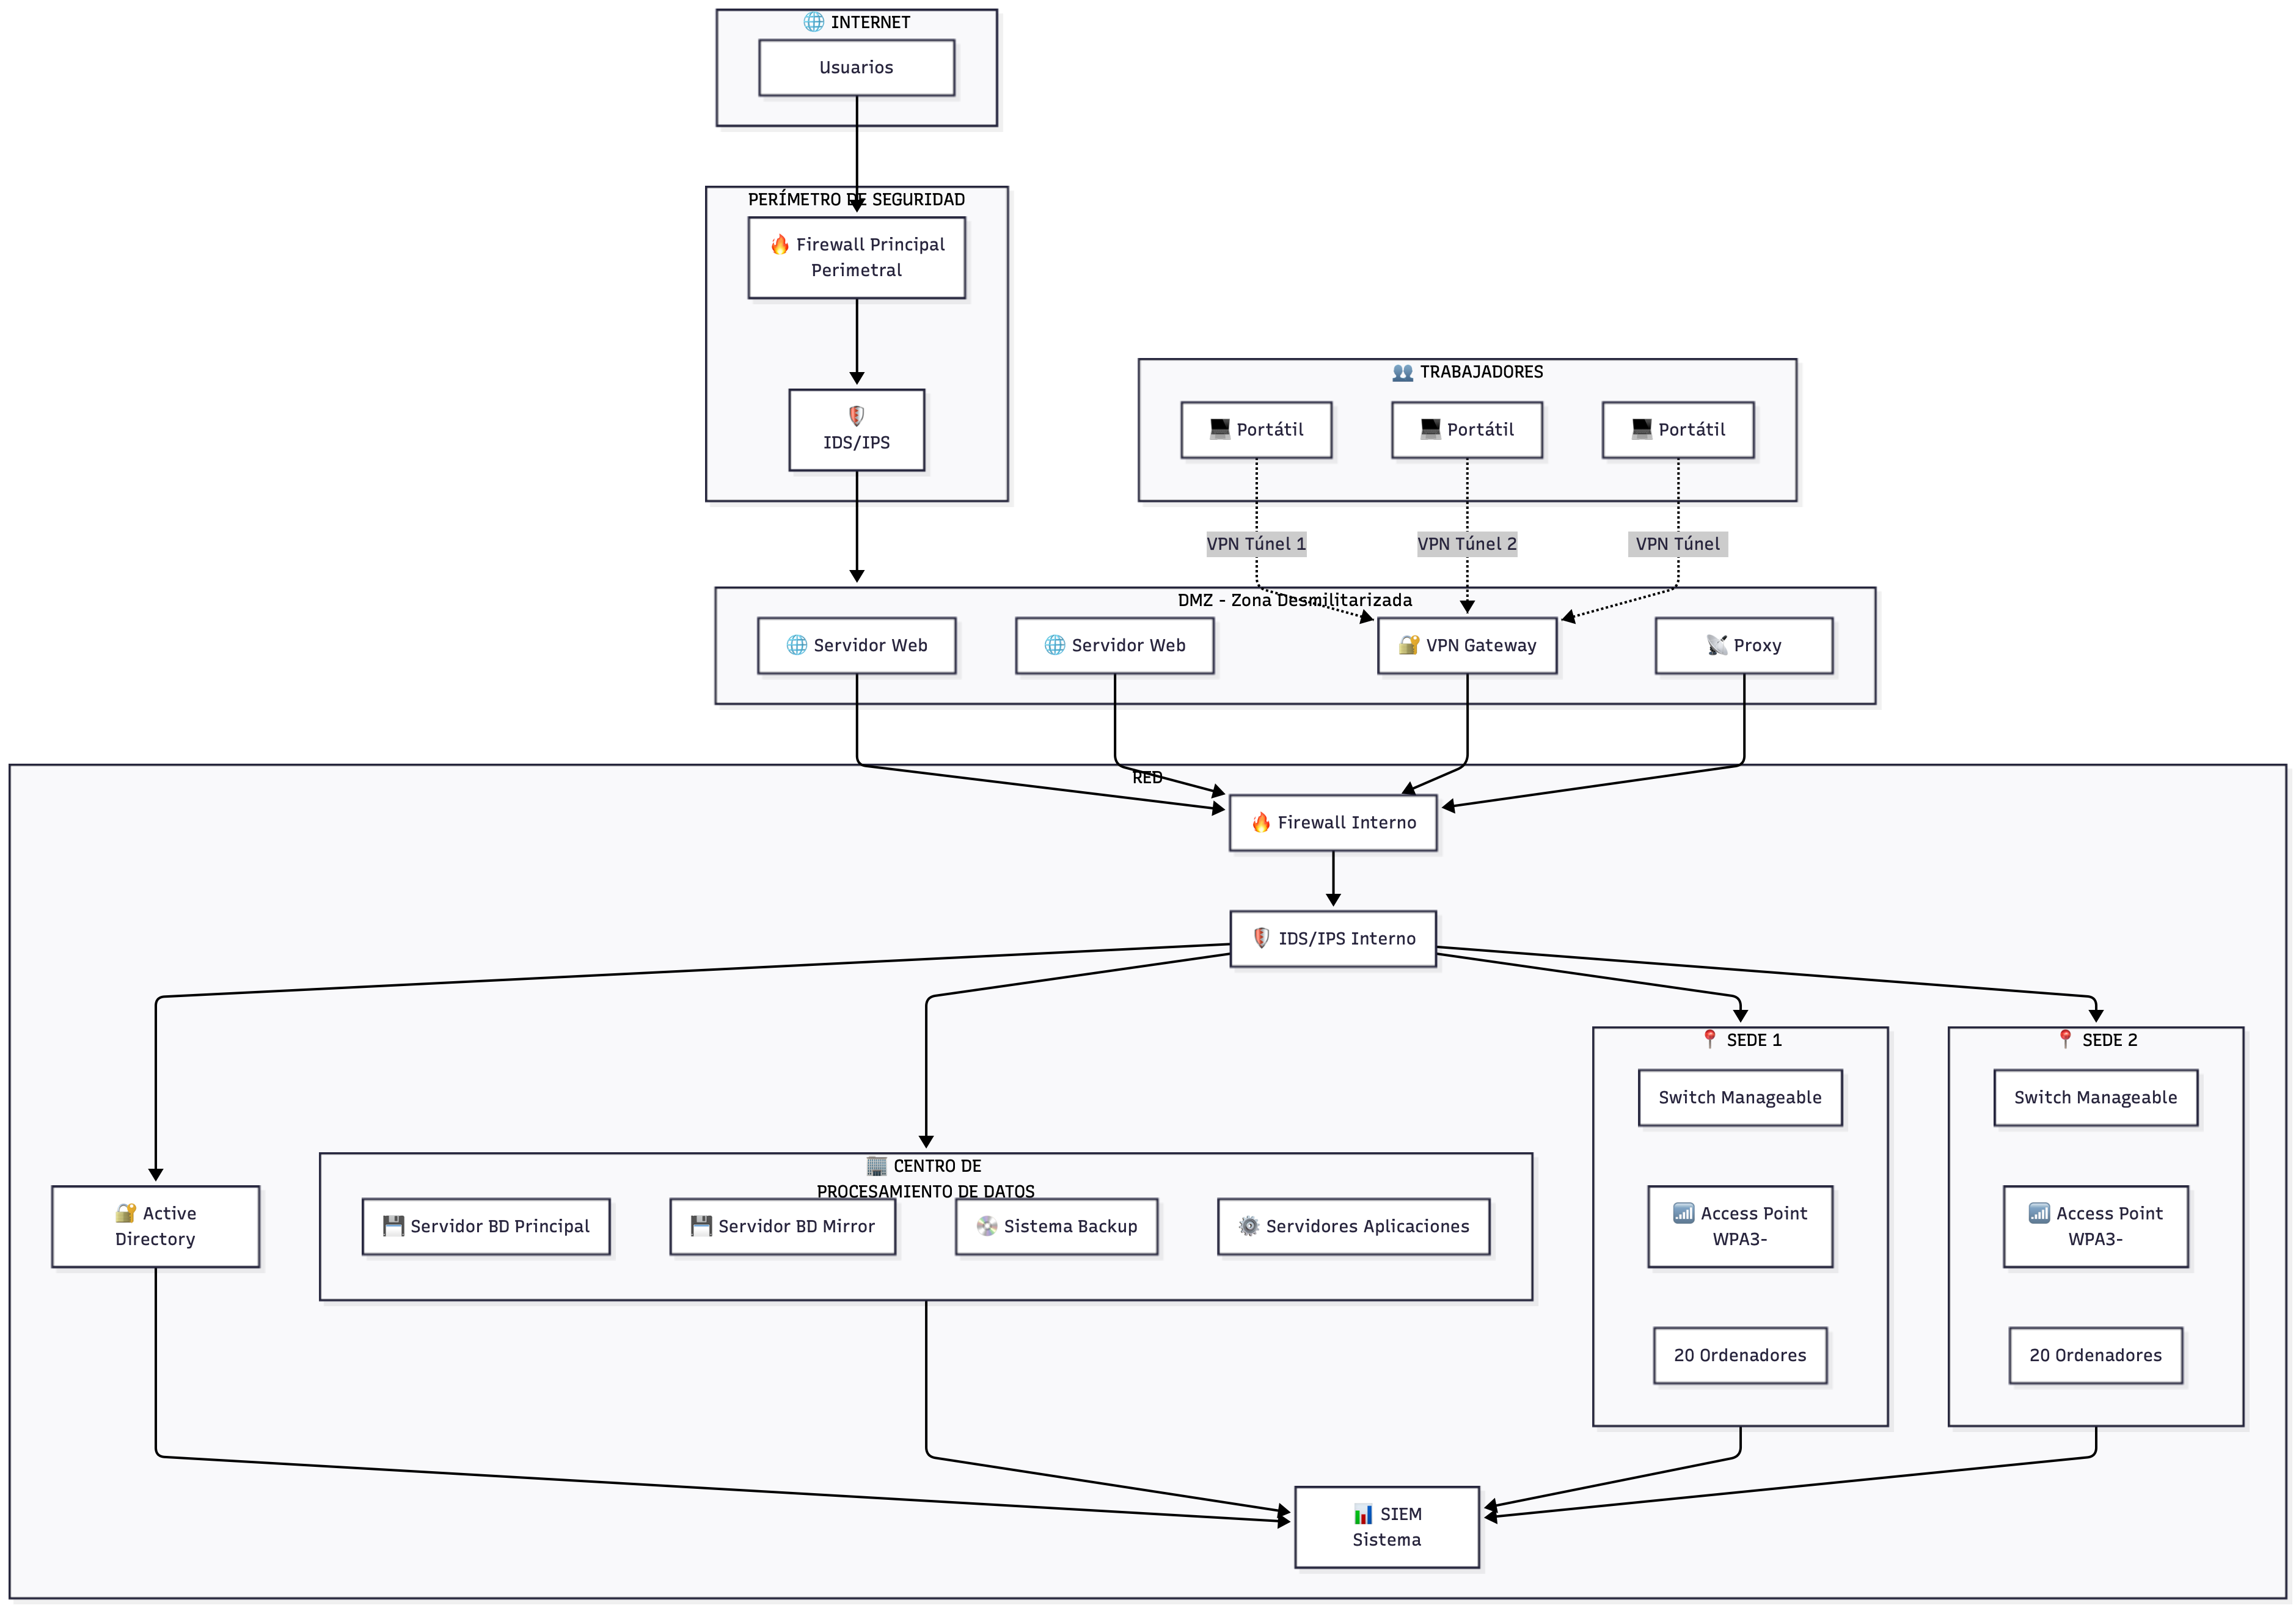 🌐 INTERNET
Usuarios
PERÍMETRO DE SEGURIDAD
🔥 Firewall Principal
Perimetral
🛡️
IDS/IPS
👥 TRABAJADORES
💻 Portátil
💻 Portátil
💻 Portátil
VPN Túnel 1
VPN Túnel 2
VPN Túnel
DMZ - Zona Desmilitarizada
🌐 Servidor Web
🌐 Servidor Web
🔐 VPN Gateway
📡 Proxy
RED
🔥 Firewall Interno
🛡️ IDS/IPS Interno
🔐 Active
Directory
🏢 CENTRO DE
PROCESAMIENTO DE DATOS
💾 Servidor BD Principal
💾 Servidor BD Mirror
💿 Sistema Backup
⚙️ Servidores Aplicaciones
📍 SEDE 1
Switch Manageable
📶 Access Point
WPA3-
20 Ordenadores
📍 SEDE 2
Switch Manageable
📶 Access Point
WPA3-
20 Ordenadores
📊 SIEM
Sistema